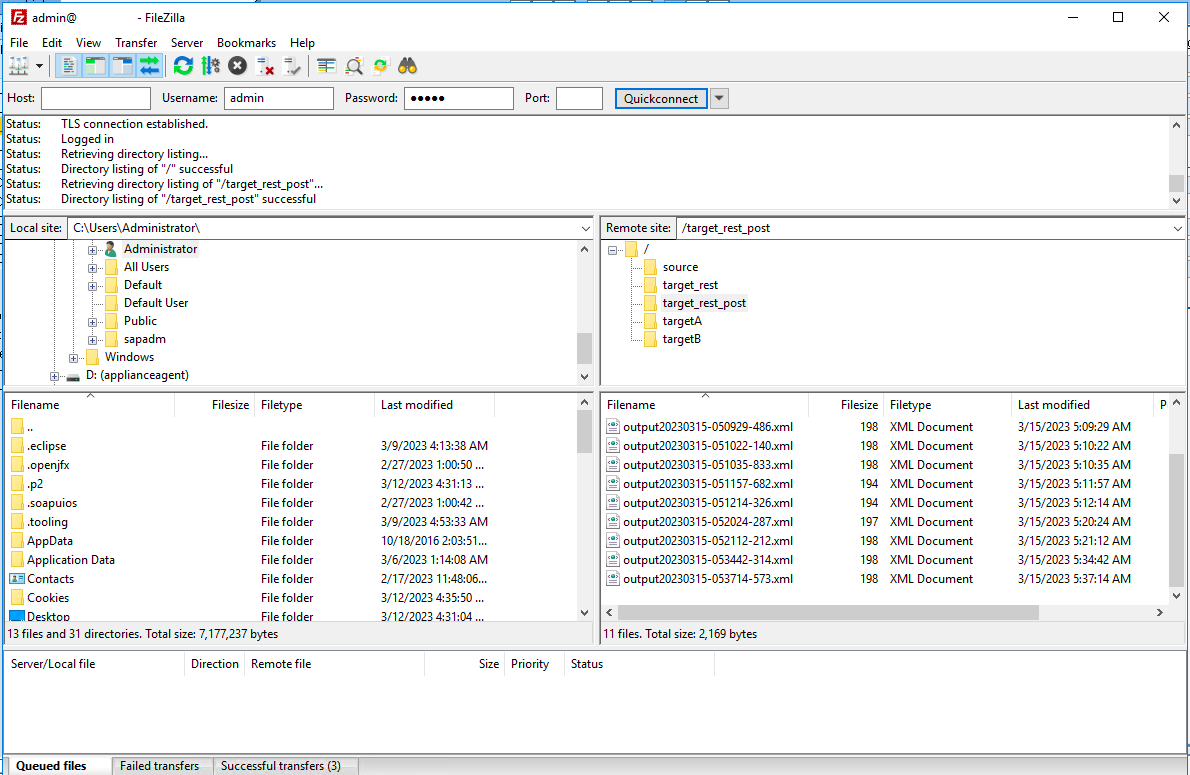 admin@ - FileZilla
File Edit View Transfer Server Bookmarks Help
Host: Username: admin Password: ●●●●● Port: Quickconnect
Status: TLS connection established.
Status: Logged in
Status: Retrieving directory listing...
Status: Directory listing of "/" successful
Status: Retrieving directory listing of "/target_rest_post"...
Status: Directory listing of "/target_rest_post" successful
Local site: C:\Users\Administrator\
Administrator
All Users
Default
Default User
Public
sapadm
Windows
D: (applianceagent)
Remote site: /target_rest_post
/
source
target_rest
target_rest_post
targetA
targetB
Filename Filesize Filetype Last modified
..
.eclipse File folder 3/9/2023 4:13:38 AM
.openjfx File folder 2/27/2023 1:00:50 ...
.p2 File folder 3/12/2023 4:31:13 ...
.soapuios File folder 2/27/2023 1:00:42 ...
.tooling File folder 3/9/2023 4:53:33 AM
AppData File folder 10/18/2016 2:03:51...
Application Data File folder 3/6/2023 1:14:08 AM
Contacts File folder 2/17/2023 11:48:06...
Cookies File folder 3/12/2023 4:35:50 ...
Desktop File folder 3/12/2023 4:31:04 ...
13 files and 31 directories. Total size: 7,177,237 bytes
Filename Filesize Filetype Last modified P
output20230315-050929-486.xml 198 XML Document 3/15/2023 5:09:29 AM
output20230315-051022-140.xml 198 XML Document 3/15/2023 5:10:22 AM
output20230315-051035-833.xml 198 XML Document 3/15/2023 5:10:35 AM
output20230315-051157-682.xml 194 XML Document 3/15/2023 5:11:57 AM
output20230315-051214-326.xml 194 XML Document 3/15/2023 5:12:14 AM
output20230315-052024-287.xml 197 XML Document 3/15/2023 5:20:24 AM
output20230315-052112-212.xml 198 XML Document 3/15/2023 5:21:12 AM
output20230315-053442-314.xml 198 XML Document 3/15/2023 5:34:42 AM
output20230315-053714-573.xml 198 XML Document 3/15/2023 5:37:14 AM
11 files. Total size: 2,169 bytes
Server/Local file Direction Remote file Size Priority Status
Queued files Failed transfers Successful transfers (3)